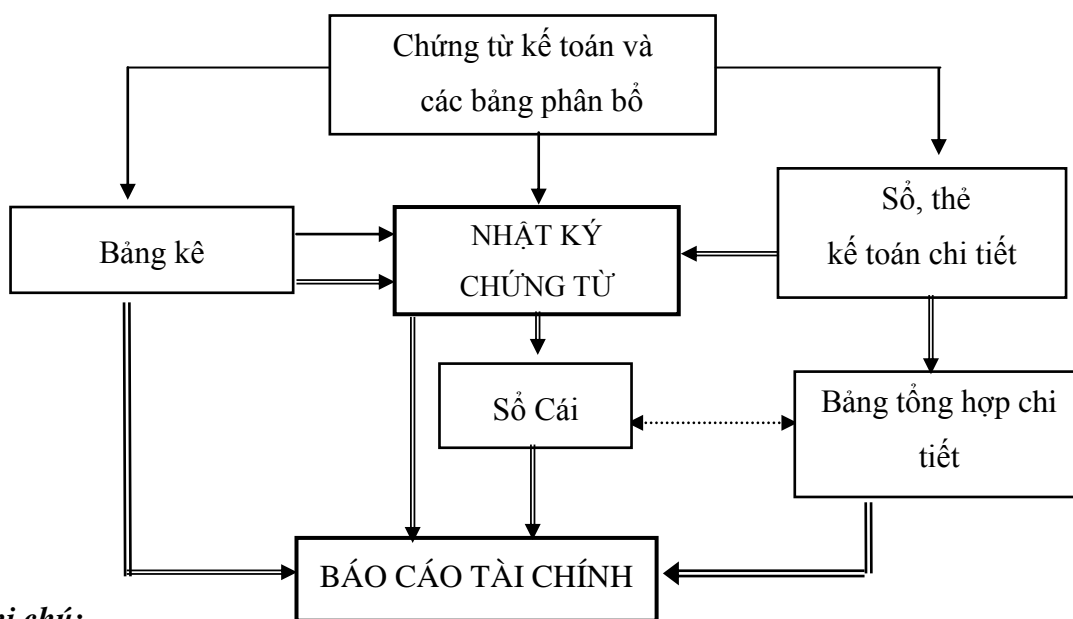 Chứng từ kế toán và
các bảng phân bổ
Bảng kê
NHẬT KÝ
CHỨNG TỪ
Sổ, thẻ
kế toán chi tiết
Sổ Cái
Bảng tổng hợp chi
tiết
BÁO CÁO TÀI CHÍNH
chú: